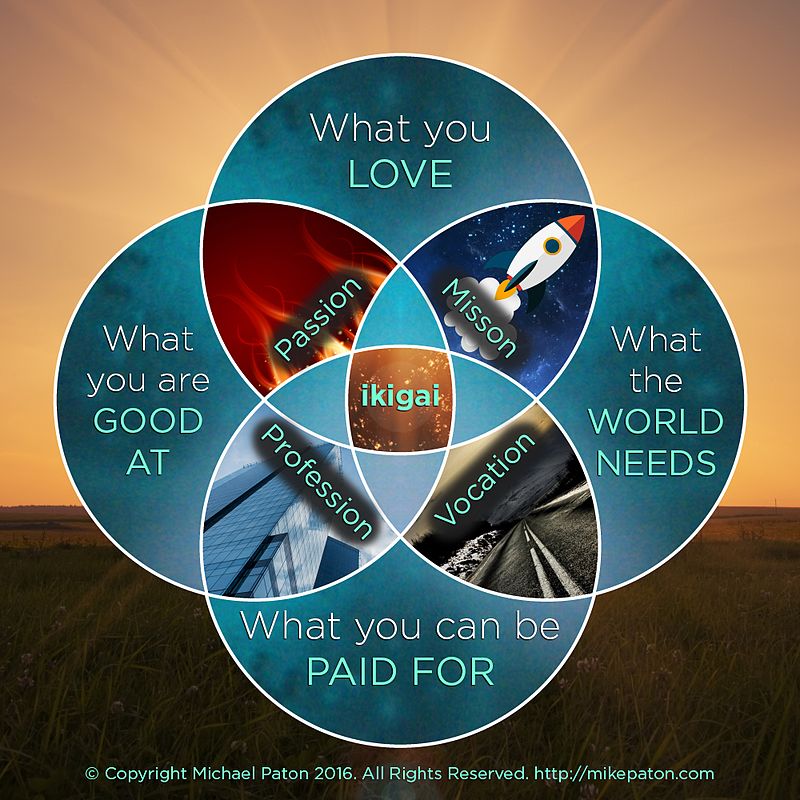 What you
LOVE
Passion
Misson
What
you are
GOOD
AT
ikigai
What
the
WORLD
NEEDS
Profession
Vocation
What you can be
PAID FOR
© Copyright Michael Paton 2016. All Rights Reserved. http://mikepaton.com